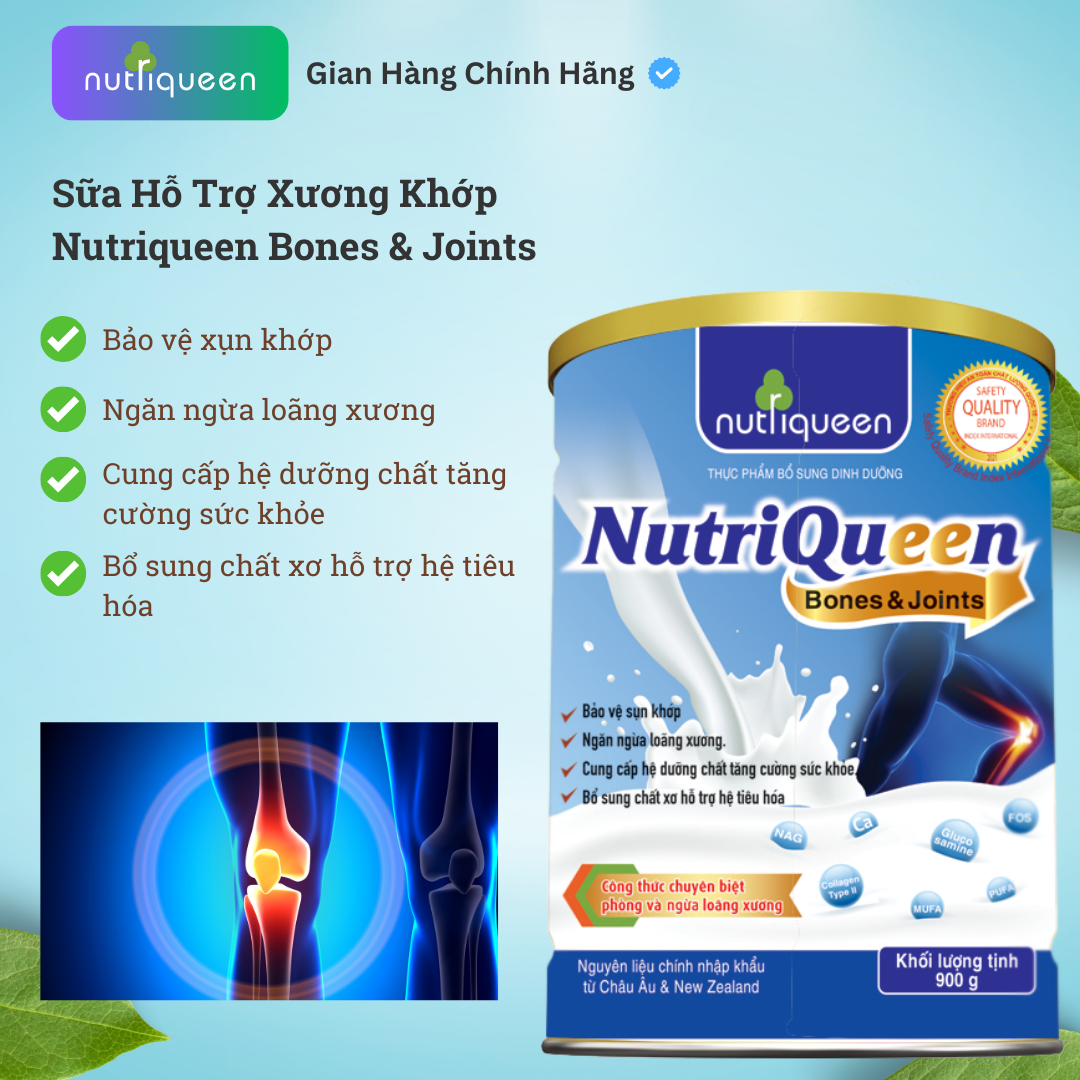 nutriqueen
Gian Hàng Chính Hãng
Sữa Hỗ Trợ Xương Khớp
Nutriqueen Bones & Joints
Bảo vệ xụn khớp
Ngăn ngừa loãng xương
Cung cấp hệ dưỡng chất tăng
cường sức khỏe
Bổ sung chất xơ hỗ trợ hệ tiêu
hóa
nutriqueen
THỰC PHẨM BỔ SUNG DINH DƯỠNG
SAFETY
QUALITY
BRAND
INDEX INTERNATIONAL
2021
NutriQueen
Bones & Joints
Bảo vệ sụn khớp
Ngăn ngừa loãng xương.
Cung cấp hệ dưỡng chất tăng cường sức khỏe.
Bổ sung chất xơ hỗ trợ hệ tiêu hóa
NAG
Ca
Gluco
samine
FOS
Collagen
Type II
MUFA
PUFA
Công thức chuyên biệt
phòng và ngừa loãng xương
Nguyên liệu chính nhập khẩu
từ Châu Âu & New Zealand
Khối lượng tịnh
900 g